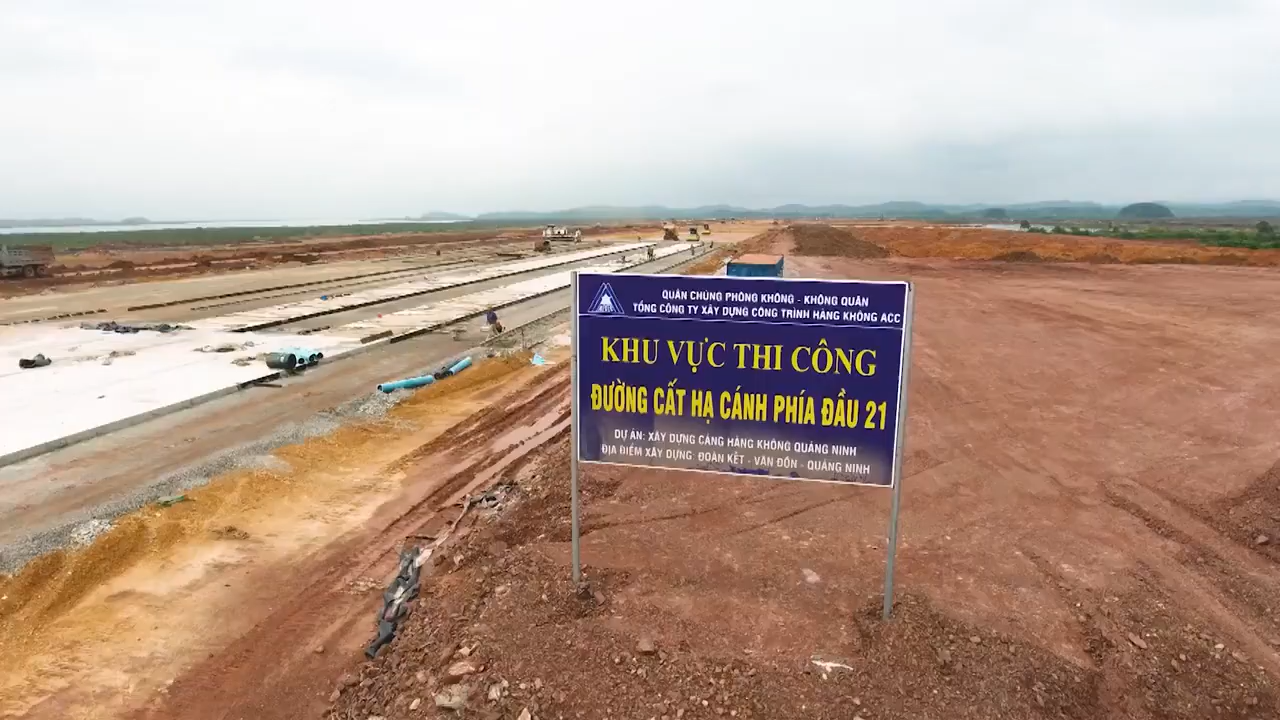 QUÂN CHỦNG PHÒNG KHÔNG - KHÔNG QUÂN
TỔNG CÔNG TY XÂY DỰNG CÔNG TRÌNH HÀNG KHÔNG ACC
KHU VỰC THI CÔNG
ĐƯỜNG CẤT HẠ CÁNH PHÍA ĐẦU 21
DỰ ÁN: XÂY DỰNG CẢNG HÀNG KHÔNG QUẢNG NINH
ĐỊA ĐIỂM XÂY DỰNG: ĐOÀN KẾT - VÂN ĐỒN - QUẢNG NINH